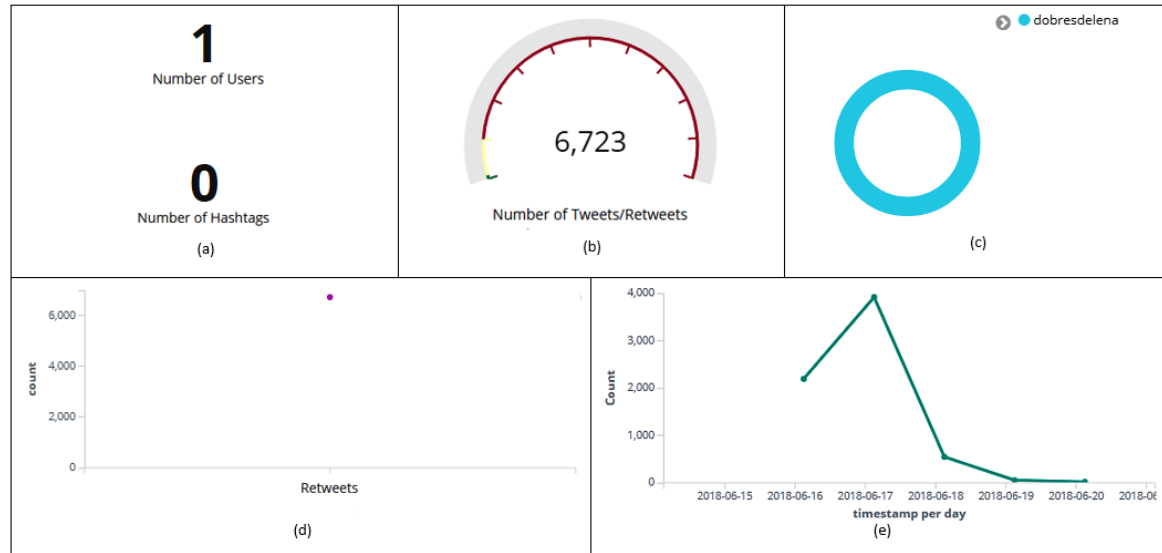 1
Number of Users
0
Number of Hashtags
(a)
6,723
Number of Tweets/Retweets
(b)
dobresdelena
(c)
6,000
4,000
2,000
0
count
Retweets
(d)
4,000
3,000
2,000
1,000
0
Count
2018-06-15 2018-06-16 2018-06-17 2018-06-18 2018-06-19 2018-06-20
timestamp per day
(e)